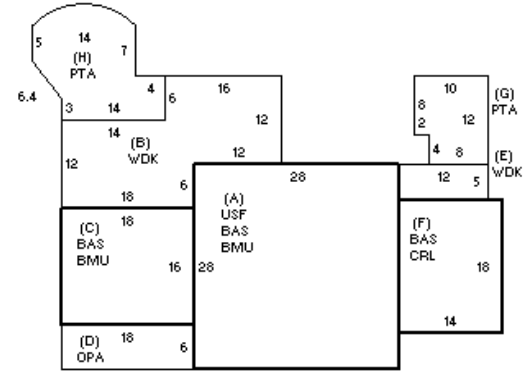 14
5
7
(H)
PTA
6.4
3
14
4
6
16
12
14
(B)
WDK
12
12
6
18
10
(G)
PTA
8
2
12
4
8
(E)
WDK
12
5
28
(A)
USF
BAS
BMU
18
(C)
BAS
BMU
16
28
(F)
BAS
CRL
18
14
(D)
OPA
18
6